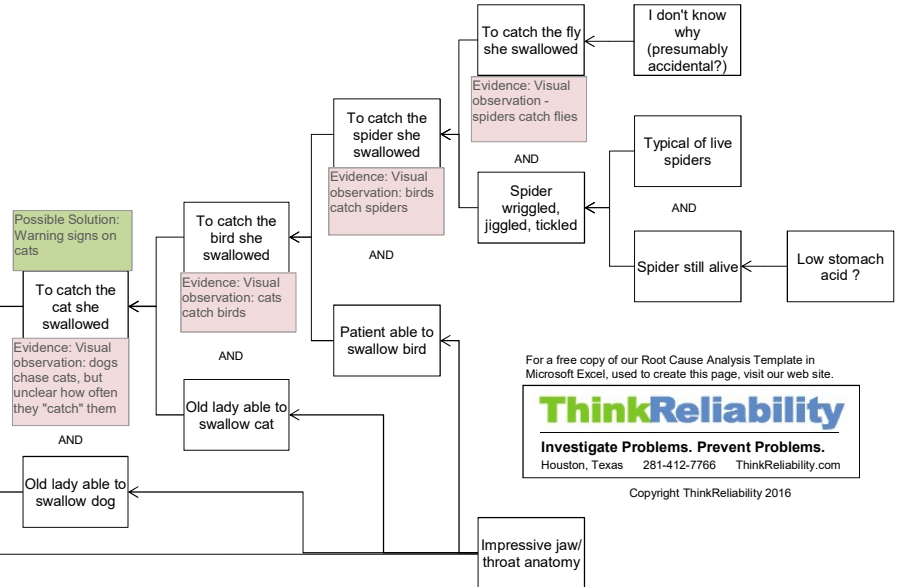 To catch the fly
she swallowed
I don't know
why
(presumably
accidental?)
Evidence: Visual
observation -
spiders catch flies
To catch the
spider she
swallowed
Evidence: Visual
observation: birds
catch spiders
AND
Typical of live
spiders
Spider
wriggled,
jiggled, tickled
AND
Spider still alive
Low stomach
acid ?
Possible Solution:
Warning signs on
cats
To catch the
bird she
swallowed
AND
Evidence: Visual
observation: cats
catch birds
To catch the
cat she
swallowed
Patient able to
swallow bird
Evidence: Visual
observation: dogs
chase cats, but
unclear how often
they "catch" them
AND
Old lady able to
swallow cat
AND
Old lady able to
swallow dog
For a free copy of our Root Cause Analysis Template in
Microsoft Excel, used to create this page, visit our web site.
ThinkReliability
Investigate Problems. Prevent Problems.
Houston, Texas 281-412-7766 ThinkReliability.com
Copyright ThinkReliability 2016
Impressive jaw/
throat anatomy